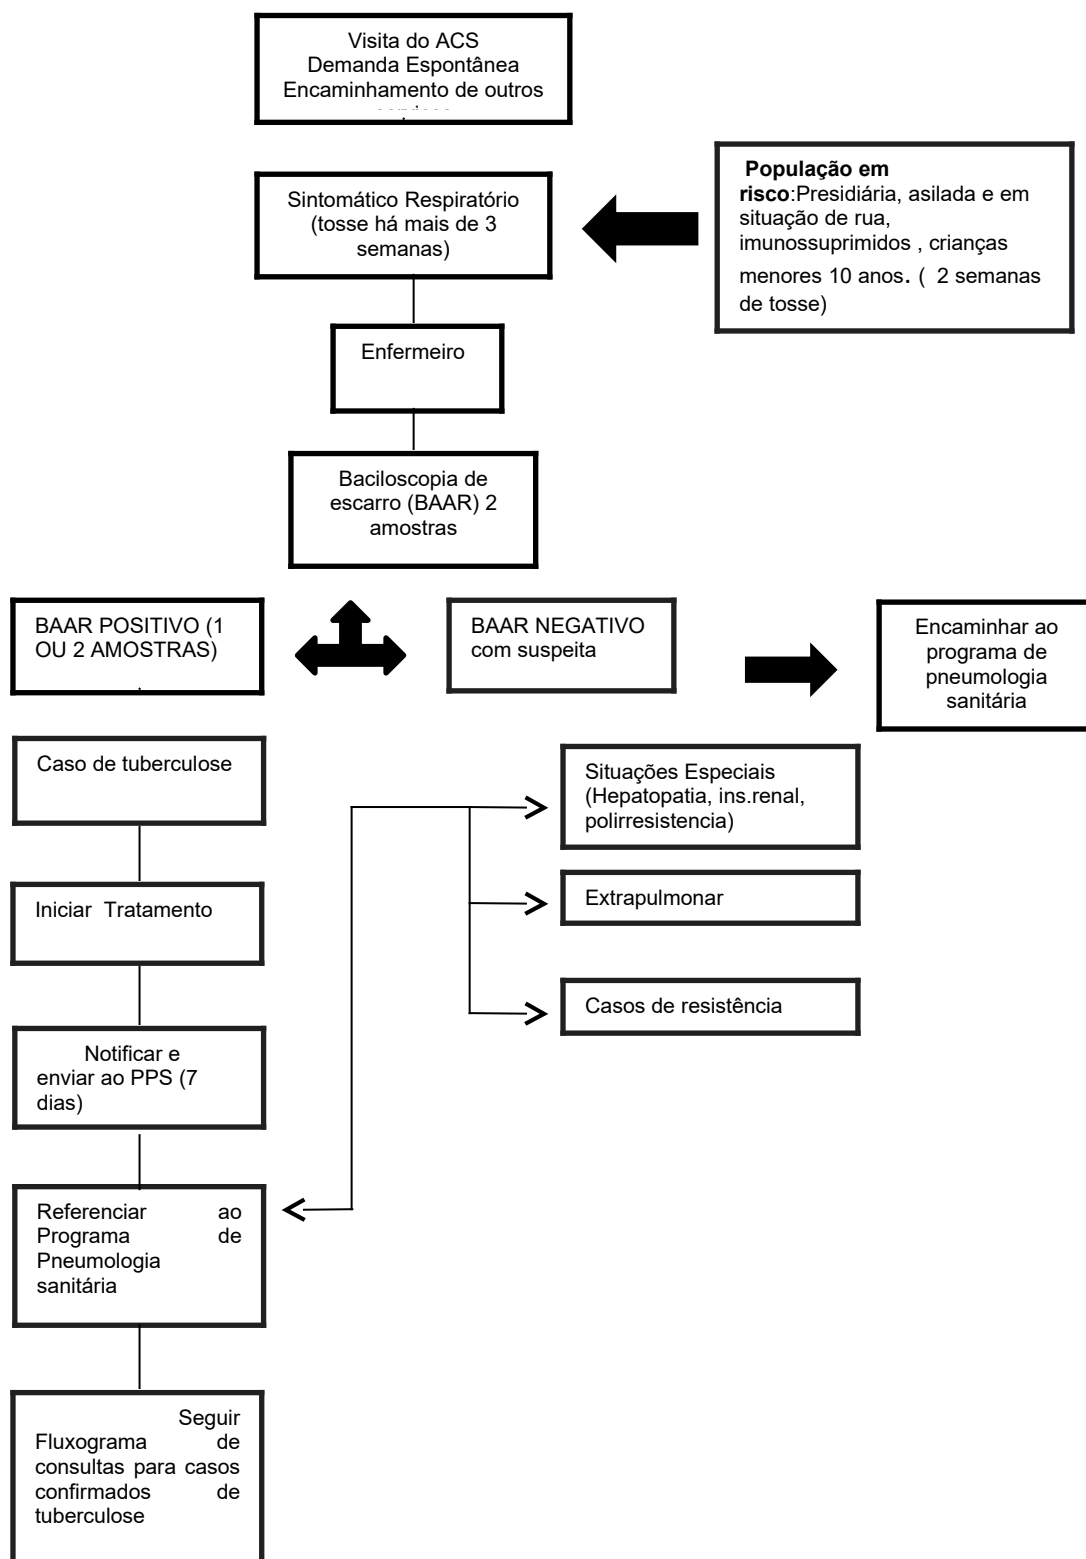 Visita do ACS
Demanda Espontânea
Encaminhamento de outros
População em
risco:Presidiária, asilada e em
situação de rua,
imunossuprimidos , crianças
menores 10 anos. ( 2 semanas
de tosse)
Sintomático Respiratório
(tosse há mais de 3
semanas)
Enfermeiro
Baciloscopia de
escarro (BAAR) 2
amostras
BAAR POSITIVO (1
OU 2 AMOSTRAS)
BAAR NEGATIVO
com suspeita
Encaminhar ao
programa de
pneumologia
sanitária
Caso de tuberculose
Situações Especiais
(Hepatopatia, ins.renal,
polirresistencia)
Iniciar Tratamento
Extrapulmonar
Casos de resistência
Notificar e
enviar ao PPS (7
dias)
Referenciar ao
Programa de
Pneumologia
sanitária
Seguir
Fluxograma de
consultas para casos
confirmados de
tuberculose